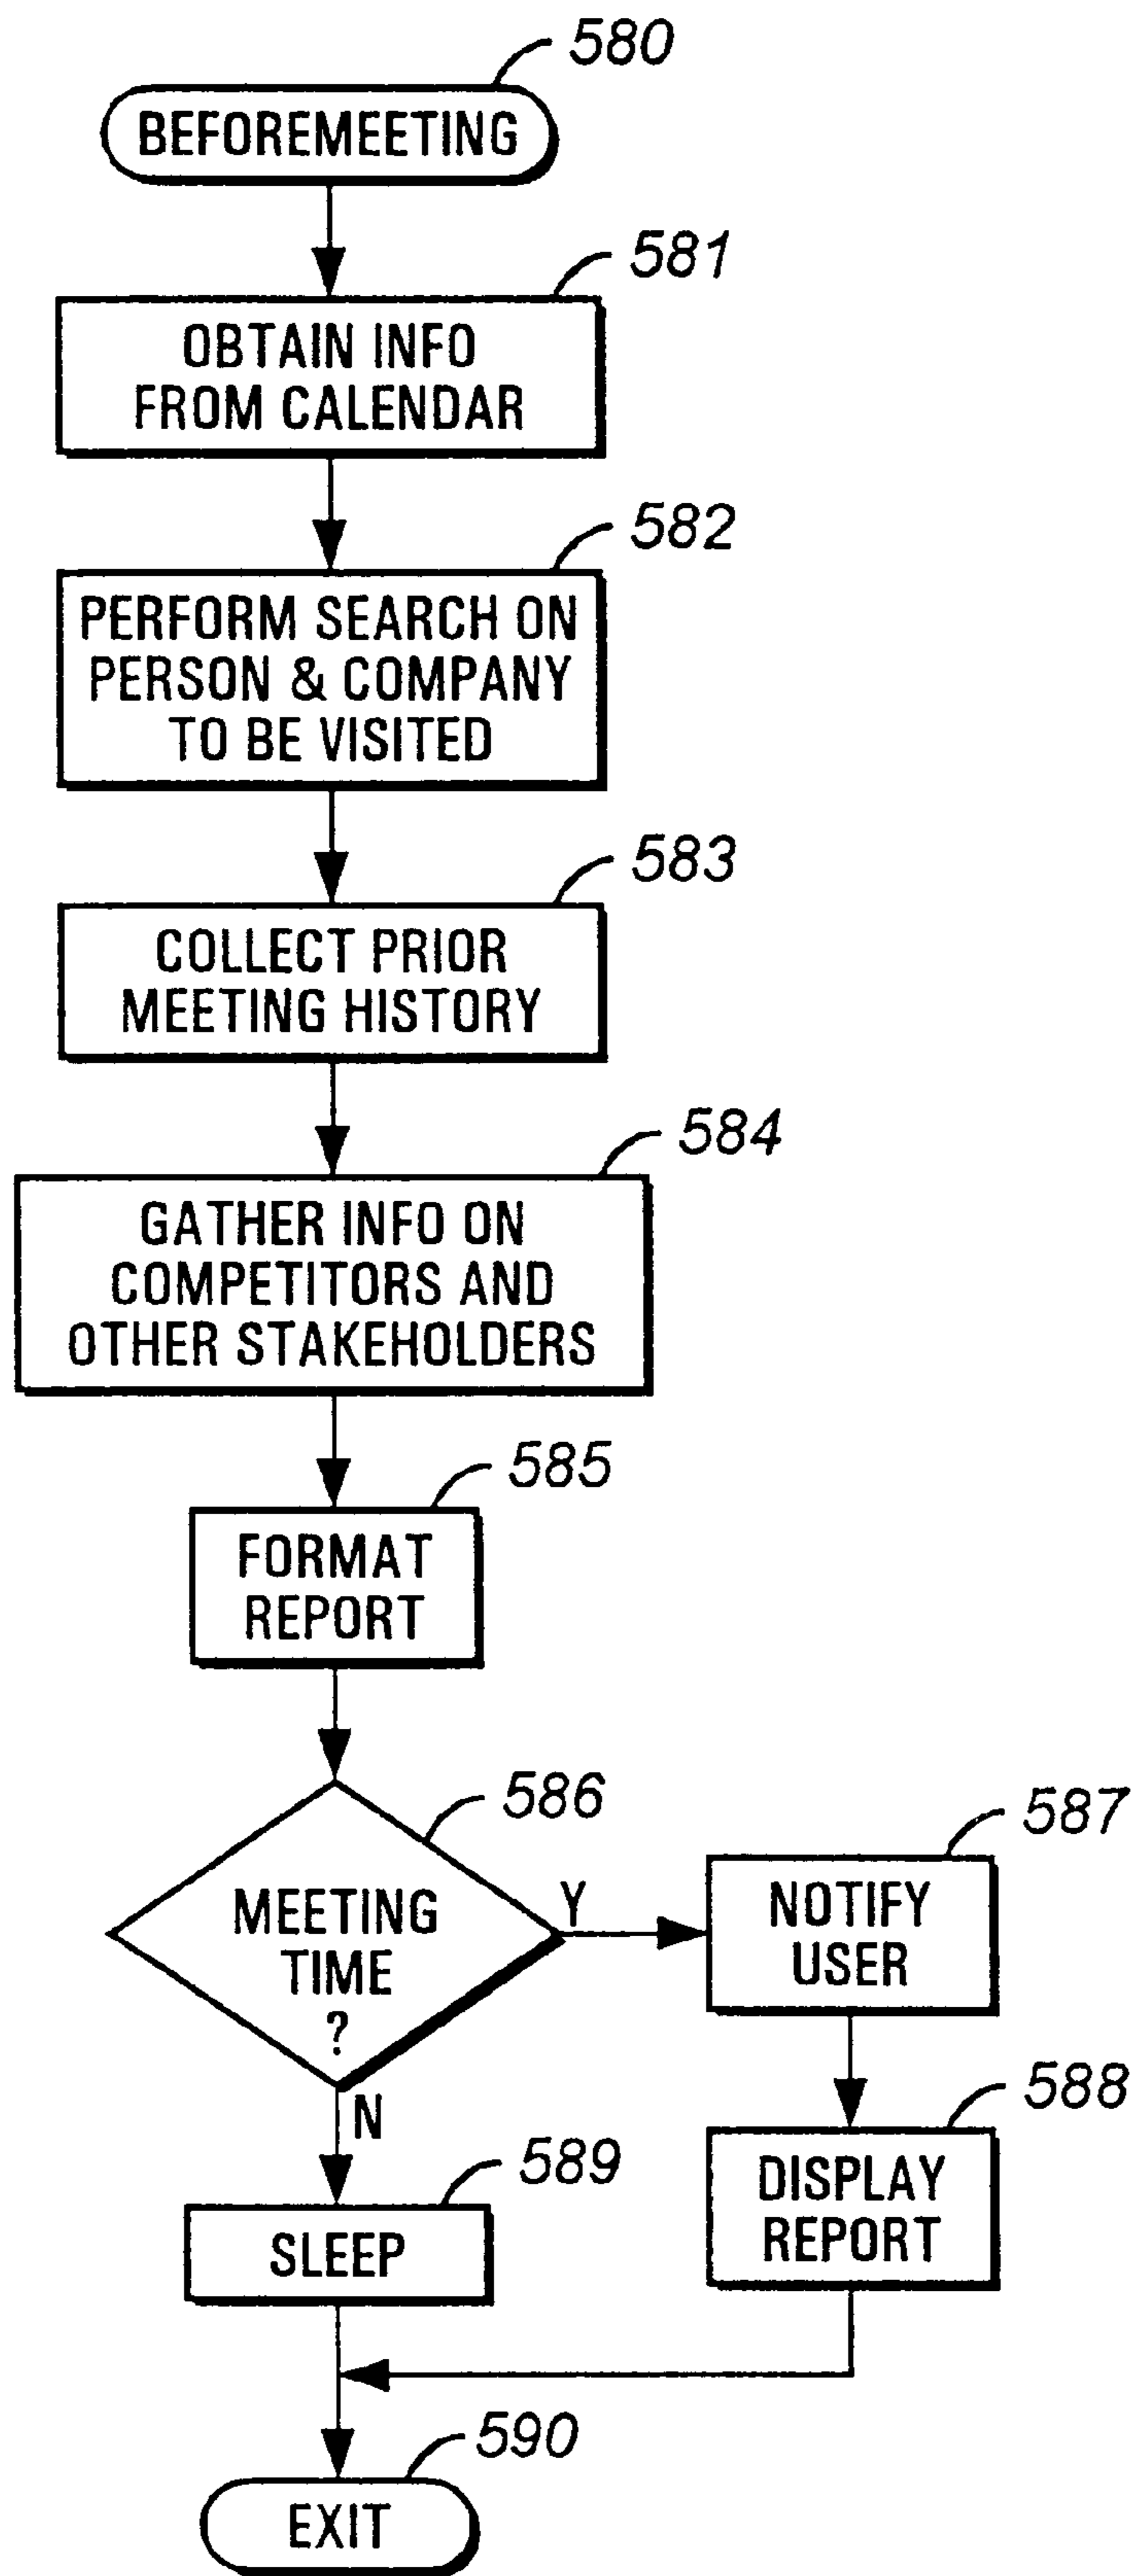 580
BEFOREMEETING
581
OBTAIN INFO
FROM CALENDAR
582
PERFORM SEARCH ON
PERSON & COMPANY
TO BE VISITED
583
COLLECT PRIOR
MEETING HISTORY
584
GATHER INFO ON
COMPETITORS AND
OTHER STAKEHOLDERS
585
FORMAT
REPORT
586
MEETING
TIME
?
Y
587
NOTIFY
USER
588
DISPLAY
REPORT
N
589
SLEEP
590
EXIT